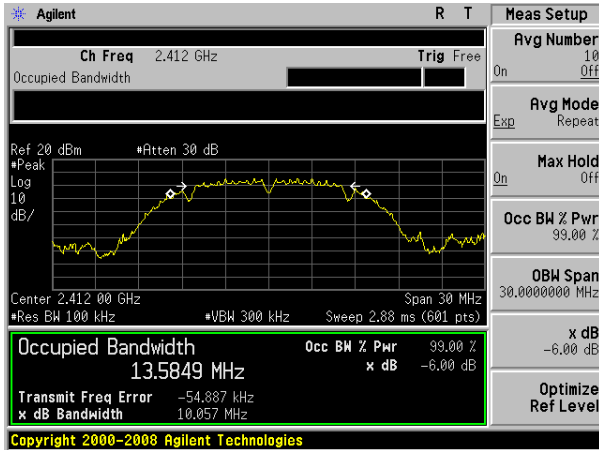 Agilent R T Meas Setup
Avg Number
10
On Off
Ch Freq 2.412 GHz Trig Free
Occupied Bandwidth
Avg Mode
Exp Repeat
Max Hold
On Off
Occ BW % Pwr
99.00 %
OBW Span
30.0000000 MHz
x dB
-6.00 dB
Optimize
Ref Level
Ref 20 dBm #Atten 30 dB
#Peak
Log
10
dB/
Center 2.412 00 GHz Span 30 MHz
#Res BW 100 kHz #VBW 300 kHz Sweep 2.88 ms (601 pts)
Occupied Bandwidth Occ BW % Pwr 99.00 %
13.5849 MHz x dB -6.00 dB
Transmit Freq Error -54.887 kHz
x dB Bandwidth 10.057 MHz
Copyright 2000-2008 Agilent Technologies